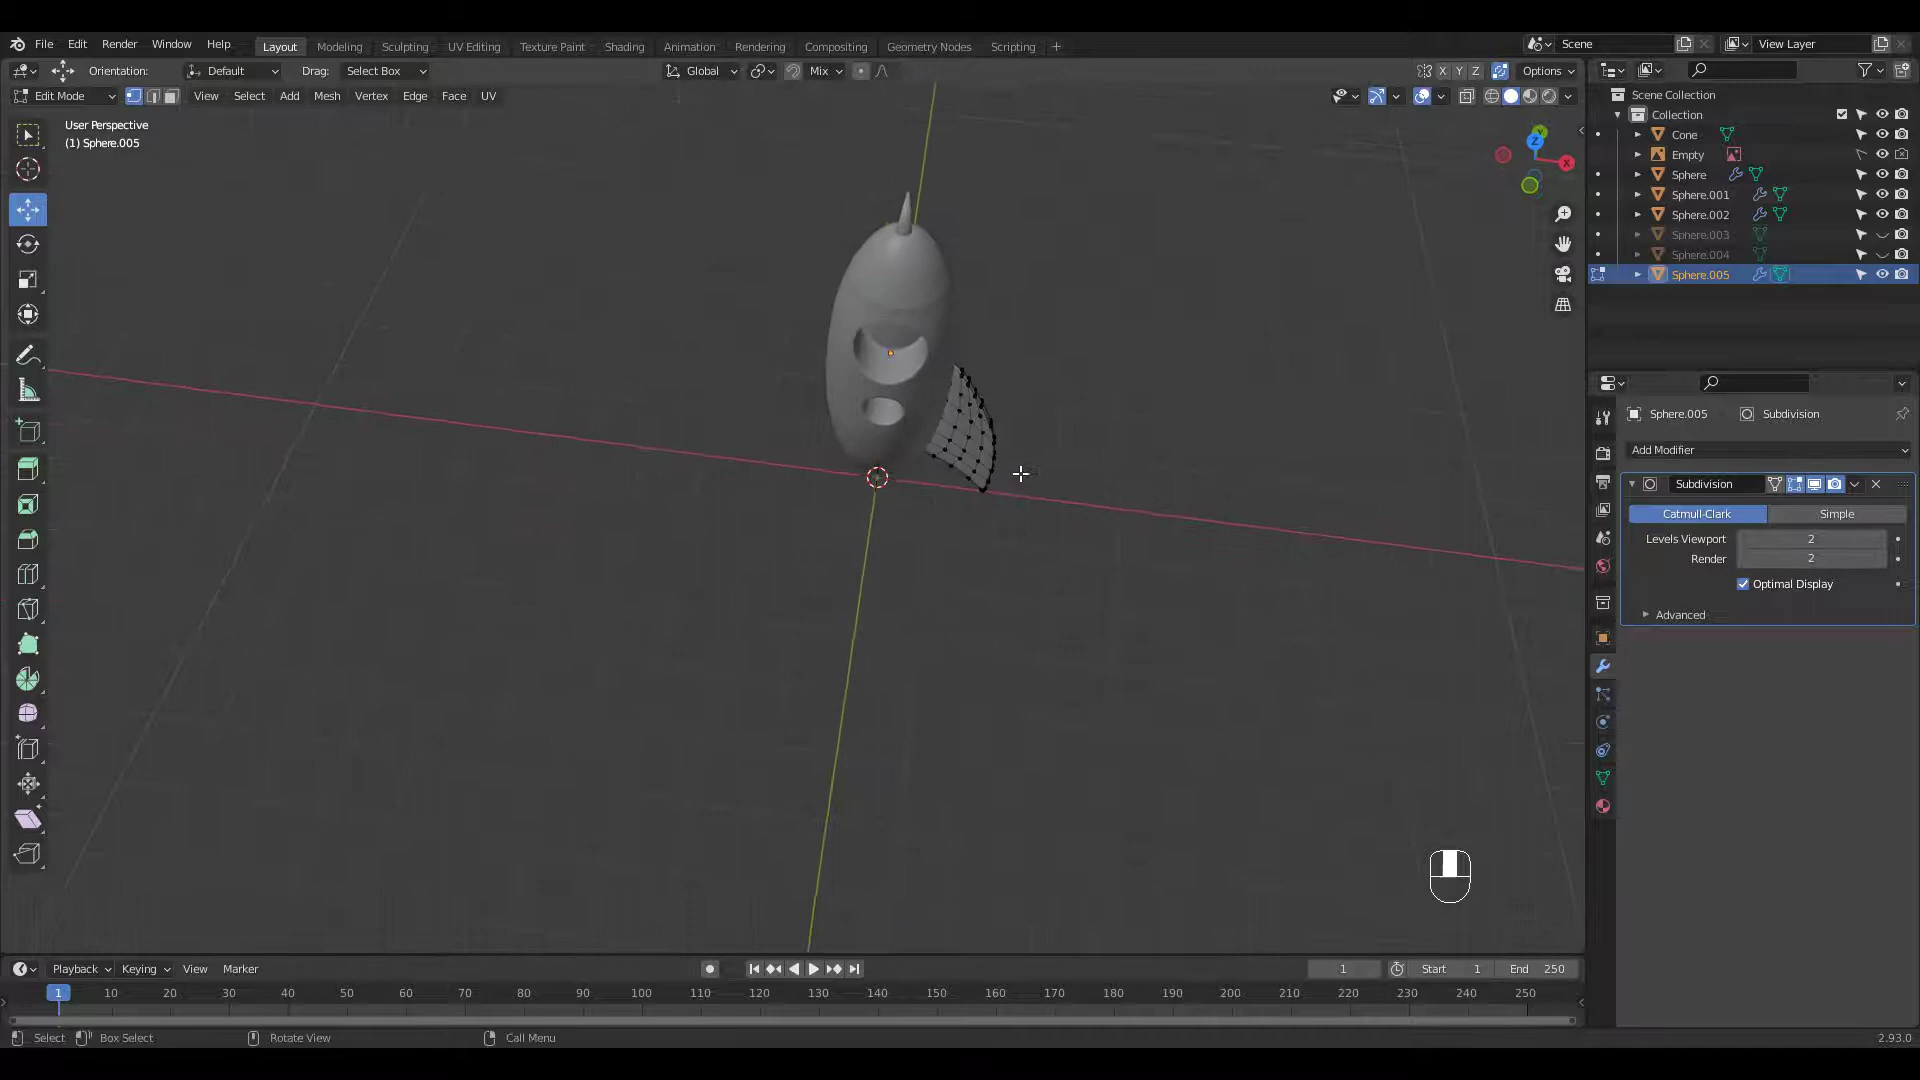 File Edit Render Window Help Layout Modeling Sculpting UV Editing Texture Paint Shading Animation Rendering Compositing Geometry Nodes Scripting + Scene View Layer
Orientation: Default Drag: Select Box Global Mix X Y Z Options
Edit Mode View Select Add Mesh Vertex Edge Face UV
User Perspective
(1) Sphere.005
Y
Z
X
Scene Collection
Collection
Cone
Empty
Sphere
Sphere.001
Sphere.002
Sphere.003
Sphere.004
Sphere.005
Sphere.005 Subdivision
Add Modifier
Subdivision
Catmull-Clark Simple
Levels Viewport 2
Render 2
Optimal Display
Advanced
Playback Keying View Marker 1 Start 1 End 250
1 10 20 30 40 50 60 70 80 90 100 110 120 130 140 150 160 170 180 190 200 210 220 230 240 250
Select Box Select Rotate View Call Menu 2.93.0